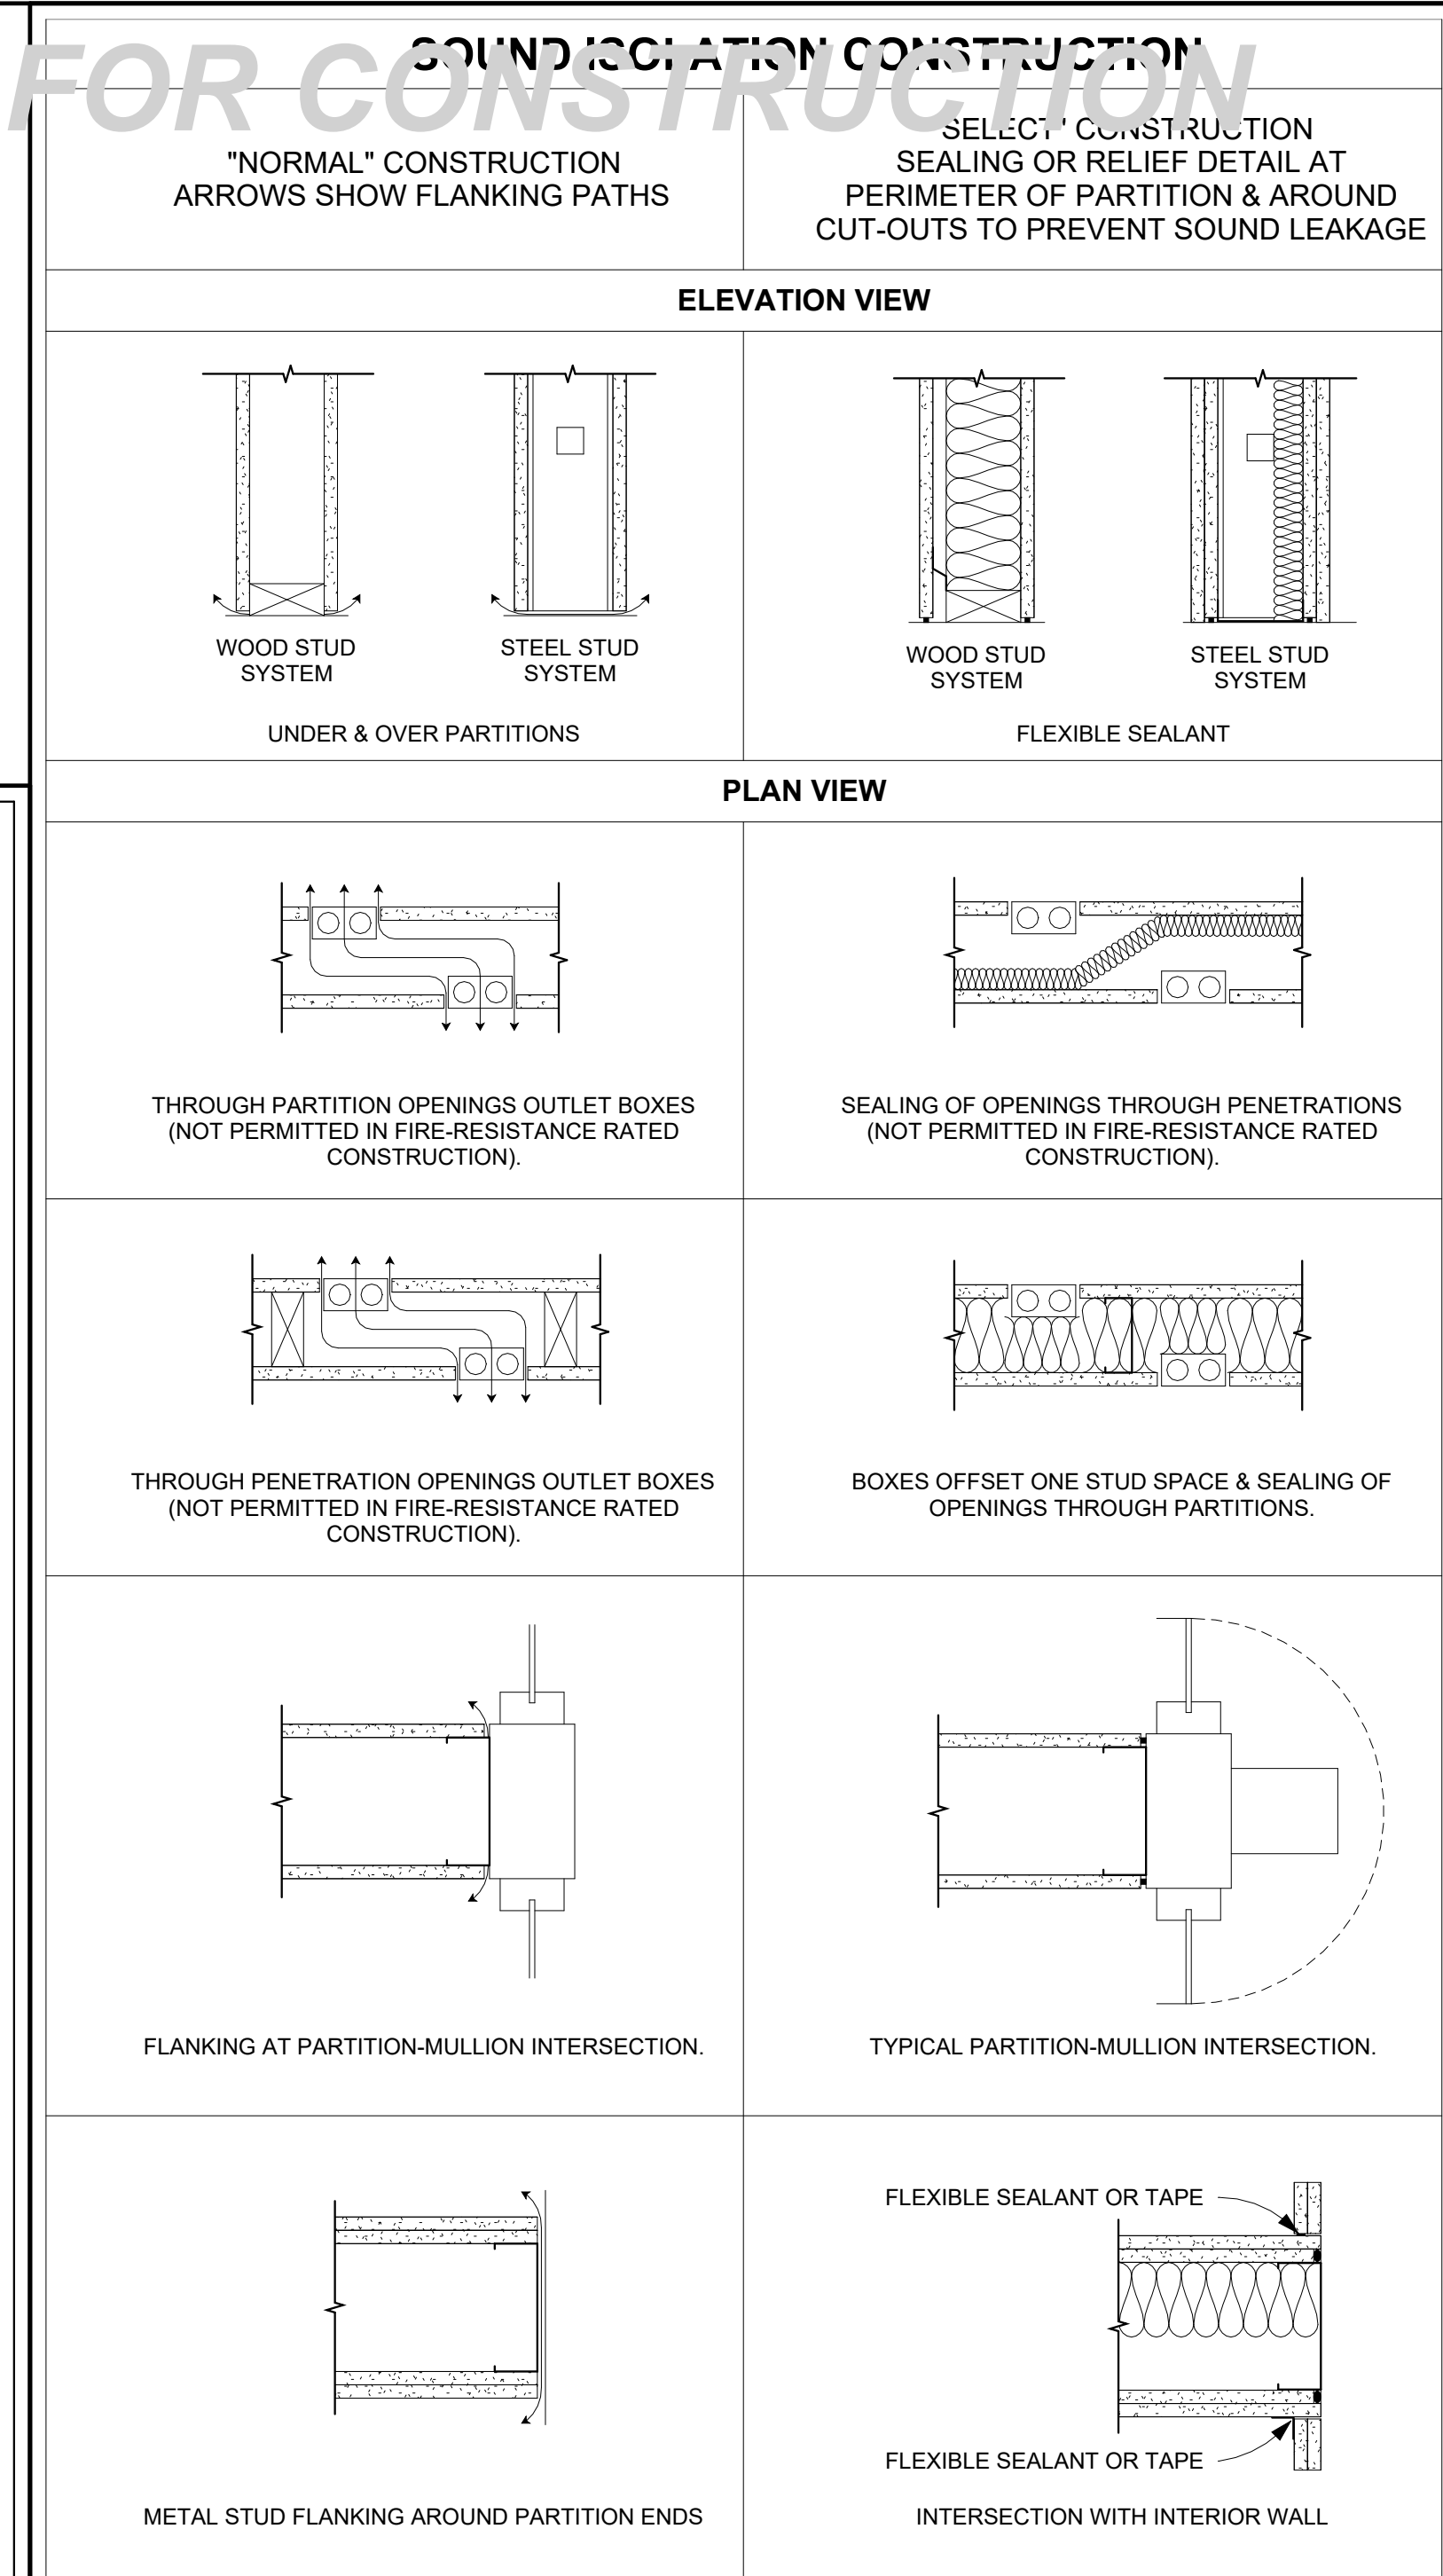 SOUND ISOLATION CONSTRUCTION
FOR CONSTRUCTION
"NORMAL" CONSTRUCTION
ARROWS SHOW FLANKING PATHS
SELECT" CONSTRUCTION
SEALING OR RELIEF DETAIL AT
PERIMETER OF PARTITION & AROUND
CUT-OUTS TO PREVENT SOUND LEAKAGE
ELEVATION VIEW
WOOD STUD
SYSTEM
STEEL STUD
SYSTEM
UNDER & OVER PARTITIONS
WOOD STUD
SYSTEM
STEEL STUD
SYSTEM
FLEXIBLE SEALANT
PLAN VIEW
THROUGH PARTITION OPENINGS OUTLET BOXES
(NOT PERMITTED IN FIRE-RESISTANCE RATED
CONSTRUCTION).
SEALING OF OPENINGS THROUGH PENETRATIONS
(NOT PERMITTED IN FIRE-RESISTANCE RATED
CONSTRUCTION).
THROUGH PENETRATION OPENINGS OUTLET BOXES
(NOT PERMITTED IN FIRE-RESISTANCE RATED
CONSTRUCTION).
BOXES OFFSET ONE STUD SPACE & SEALING OF
OPENINGS THROUGH PARTITIONS.
FLANKING AT PARTITION-MULLION INTERSECTION.
TYPICAL PARTITION-MULLION INTERSECTION.
METAL STUD FLANKING AROUND PARTITION ENDS
FLEXIBLE SEALANT OR TAPE
FLEXIBLE SEALANT OR TAPE
INTERSECTION WITH INTERIOR WALL